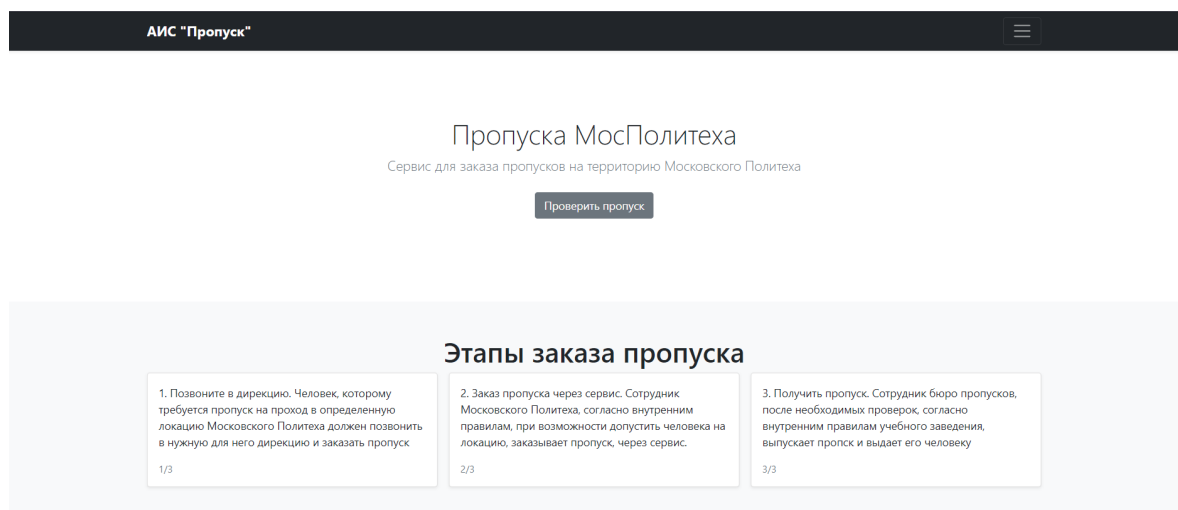 АИС "Пропуск"
Пропуска МосПолитеха
Сервис для заказа пропусков на территорию Московского Политеха
Проверить пропуск
Этапы заказа пропуска
1. Позвоните в дирекцию. Человек, которому
требуется пропуск на проход в определенную
локацию Московского Политеха должен позвонить
в нужную для него дирекцию и заказать пропуск
1/3
2. Заказ пропуска через сервис. Сотрудник
Московского Политеха, согласно внутренним
правилам, при возможности допустить человека на
локацию, заказывает пропуск, через сервис.
2/3
3. Получить пропуск. Сотрудник бюро пропусков,
после необходимых проверок, согласно
внутренним правилам учебного заведения,
выпускает пропск и выдает его человеку
3/3